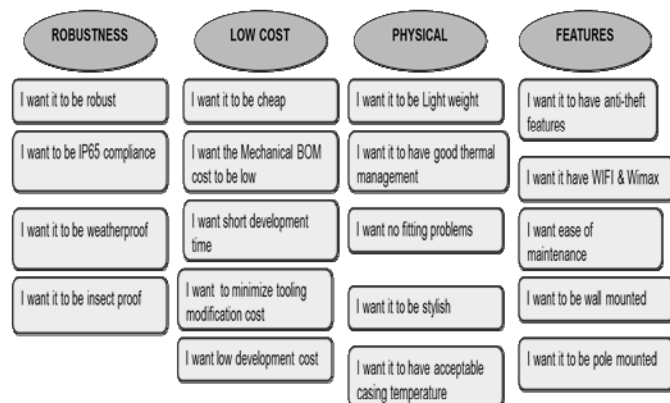 ROBUSTNESS
I want it to be robust
I want to be IP65 compliance
I want it to be weatherproof
I want it to be insect proof
LOW COST
I want it to be cheap
I want the Mechanical BOM
cost to be low
I want short development
time
I want to minimize tooling
modification cost
I want low development cost
PHYSICAL
I want it to be Light weight
I want it to have good thermal
management
I want no fitting problems
I want it to be stylish
I want it to have acceptable
casing temperature
FEATURES
I want it to have anti-theft
features
I want it have WIFI & Wimax
I want ease of
maintenance
I want to be wall mounted
I want it to be pole mounted